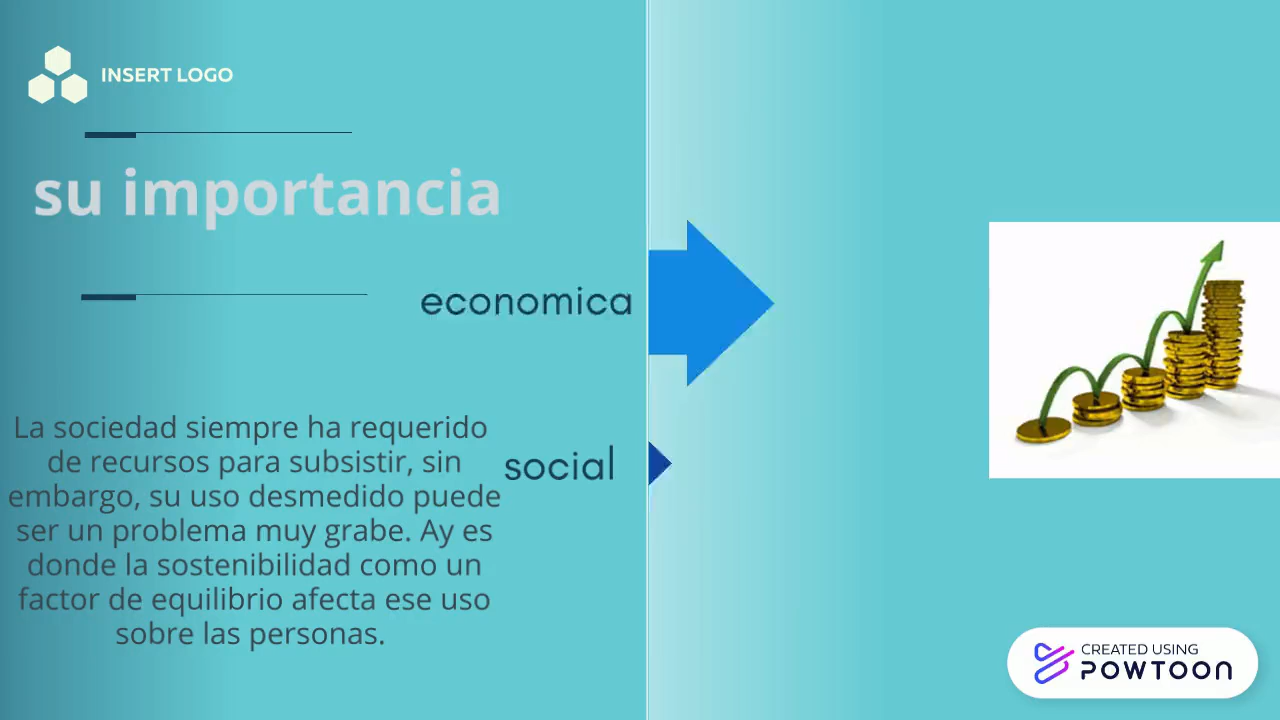 INSERT LOGO
su importancia
economica
La sociedad siempre ha requerido
de recursos para subsistir, sin
embargo, su uso desmedido puede
ser un problema muy grabe. Ay es
donde la sostenibilidad como un
factor de equilibrio afecta ese uso
sobre las personas.
social
CREATED USING
POWTOON